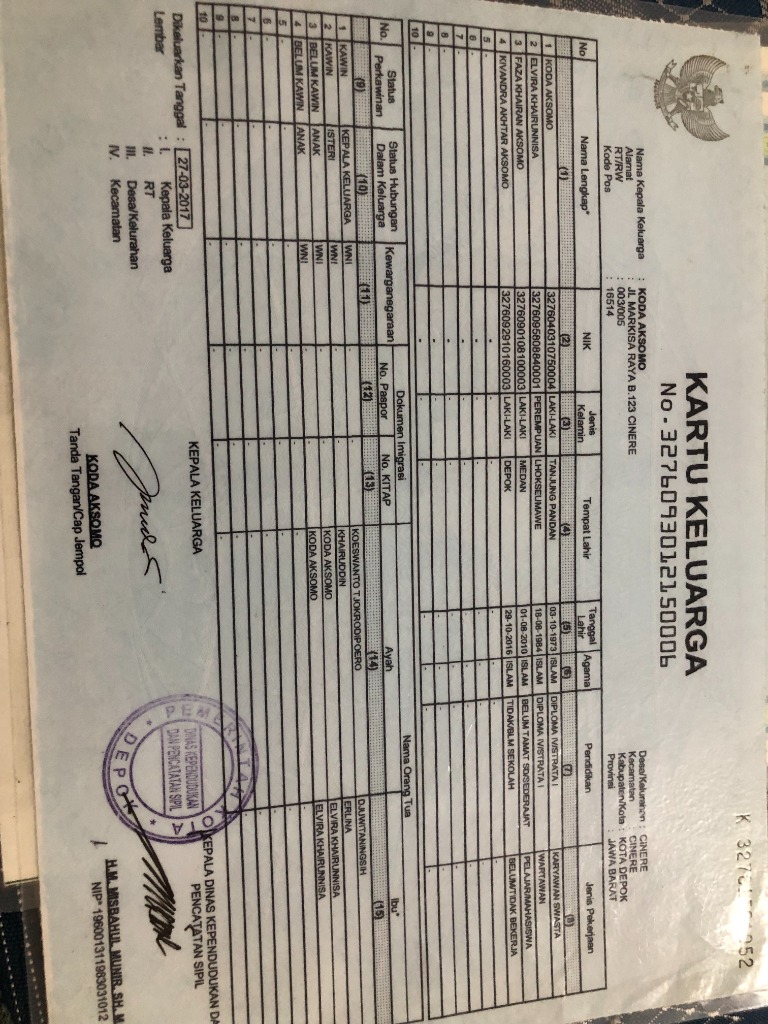 KARTU KELUARGA
No. 3276093012150006
Nama Kepala Keluarga : KODA AKSOMO
Alamat : JL MARKISA RAYA B.123 CINERE
RT/RW : 003/005
Kode Pos : 16514
Desa/Kelurahan : CINERE
Kecamatan : CINERE
Kabupaten/Kota : KOTA DEPOK
Provinsi : JAWA BARAT
No Nama Lengkap* NIK Jenis Kelamin Tempat Lahir Tanggal Lahir Agama Pendidikan Jenis Pekerjaan
(1) (2) (3) (4) (5) (6) (7) (8)
1 KODA AKSOMO LAKI-LAKI TANJUNG PANDAN 03-10-1973 ISLAM DIPLOMA IV/STRATA I KARYAWAN SWASTA
2 ELVIRA KHAIRUNNISA 3276095808840001 PEREMPUAN LHOKSEUMAWE 18-08-1984 ISLAM DIPLOMA IV/STRATA I WARTAWAN
3 FAZA KHAIRAN AKSOMO 3276090108100003 LAKI-LAKI MEDAN 01-08-2010 ISLAM BELUM TAMAT SD/SEDERAJAT PELAJAR/MAHASISWA
4 KIVANDRA AKHTAR AKSOMO 3276092910160003 LAKI-LAKI DEPOK 29-10-2016 ISLAM TIDAK/BLM SEKOLAH BELUM/TIDAK BEKERJA
5 - - - - - - - -
6 - - - - - - - -
7 - - - - - - - -
8 - - - - - - - -
9 - - - - - - - -
10 - - - - - - - -
No. Status Perkawinan Status Hubungan Dalam Keluarga Kewarganegaraan Dokumen Imigrasi Nama Orang Tua
No. Paspor No. KITAP Ayah Ibu*
(9) (10) (11) (12) (13) (14) (15)
1 KAWIN KEPALA KELUARGA WNI - - KOESWANTO TJOKRODIPOERO DJUWITANINGSIH
2 KAWIN ISTERI WNI - - KHAIRUDDIN ERLINA
3 BELUM KAWIN ANAK WNI - - KODA AKSOMO ELVIRA KHAIRUNNISA
4 BELUM KAWIN ANAK WNI - - KODA AKSOMO ELVIRA KHAIRUNNISA
5 - - - - - - -
6 - - - - - - -
7 - - - - - - -
8 - - - - - - -
9 - - - - - - -
10 - - - - - - -
Dikeluarkan Tanggal : 27-03-2017
Lembar : I. Kepala Keluarga
II. RT
III. Desa/Kelurahan
IV. Kecamatan
KEPALA KELUARGA
KODA AKSOMO
Tanda Tangan/Cap Jempol
KEPALA DINAS KEPENDUDUKAN DA
PENCATATAN SIPIL
PEMERINTAH KOTA
DINAS KEPENDUDUKAN
DAN PENCATATAN SIPIL
* DEPOK *
H.M. MISBAHUL MUNIR, SH, M
NIP* 196001311983031012